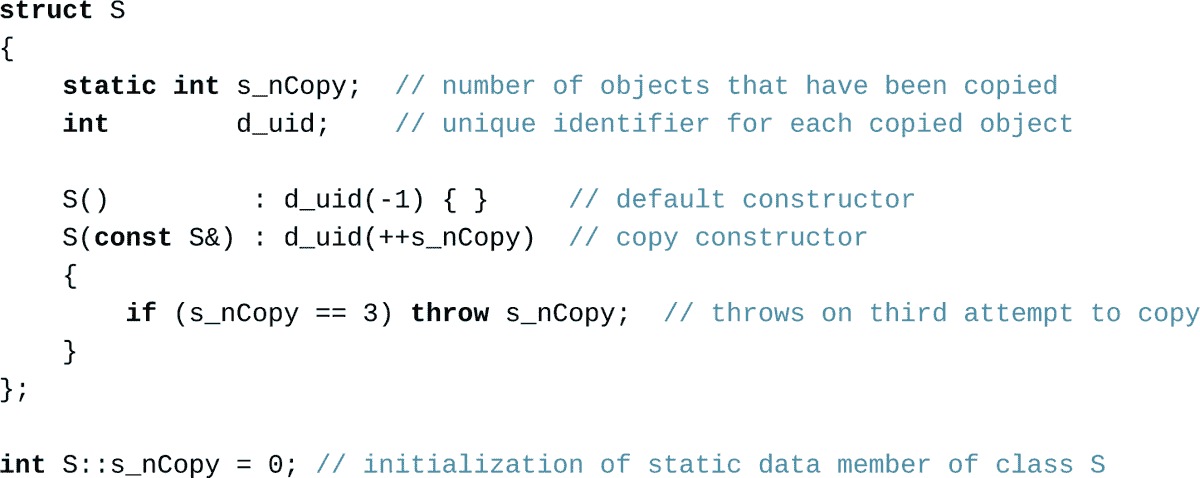 struct S
{
    static int s_nCopy;  // number of objects that have been copied
    int        d_uid;    // unique identifier for each copied object

    S()         : d_uid(-1) { }     // default constructor
    S(const S&) : d_uid(++s_nCopy)  // copy constructor
    {
        if (s_nCopy == 3) throw s_nCopy;  // throws on third attempt to copy
    }
};

int S::s_nCopy = 0; // initialization of static data member of class S